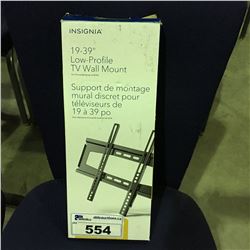 INSIGNIA
19-39"
Low-Profile
TV Wall Mount
Support de montage
mural discret pour
téléviseurs de
19 à 39 po
554